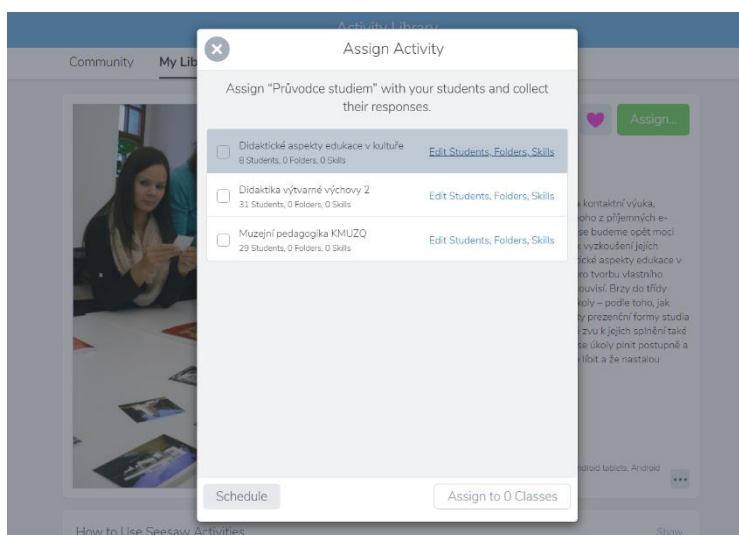 Activity Library
Community My Lib
Assign Activity
Assign “Průvodce studiem” with your students and collect
their responses.
Didaktické aspekty edukace v kultuře
8 Students, 0 Folders, 0 Skills
Edit Students, Folders, Skills
Didaktika výtvarné výchovy 2
31 Students, 0 Folders, 0 Skills
Edit Students, Folders, Skills
Muzejní pedagogika KMUZQ
29 Students, 0 Folders, 0 Skills
Edit Students, Folders, Skills
Schedule
Assign to 0 Classes
Assign...
kontaktní výuka,
oho z příjemných e-
se budeme opět moci
vyzkoušení jejich
ické aspekty edukace v
ro tvorbu vlastního
ouvisí. Brzy do třídy
koly – podle toho, jak
ty prezenční formy studia
zvu k jejich splnění také
se úkoly plnit postupně a
líbit a že nastalou
ndroid tablets, Android
How to Use Seesaw Activities
Show